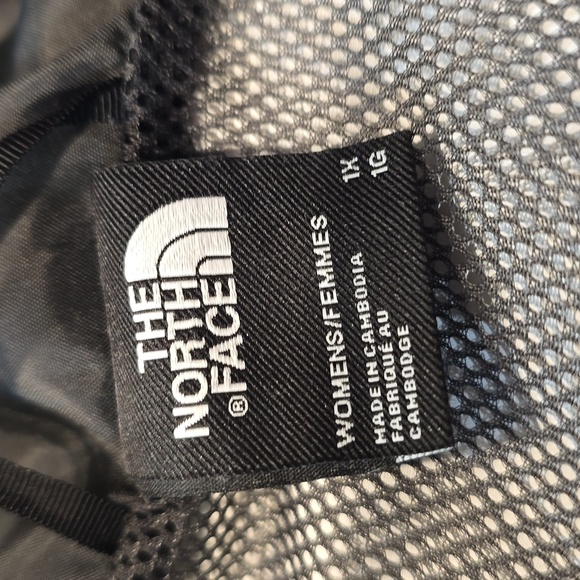 THE
NORTH
FACE®
WOMENS/FEMMES 1X
1G
MADE IN CAMBODIA
FABRIQUÉ AU
CAMBODGE